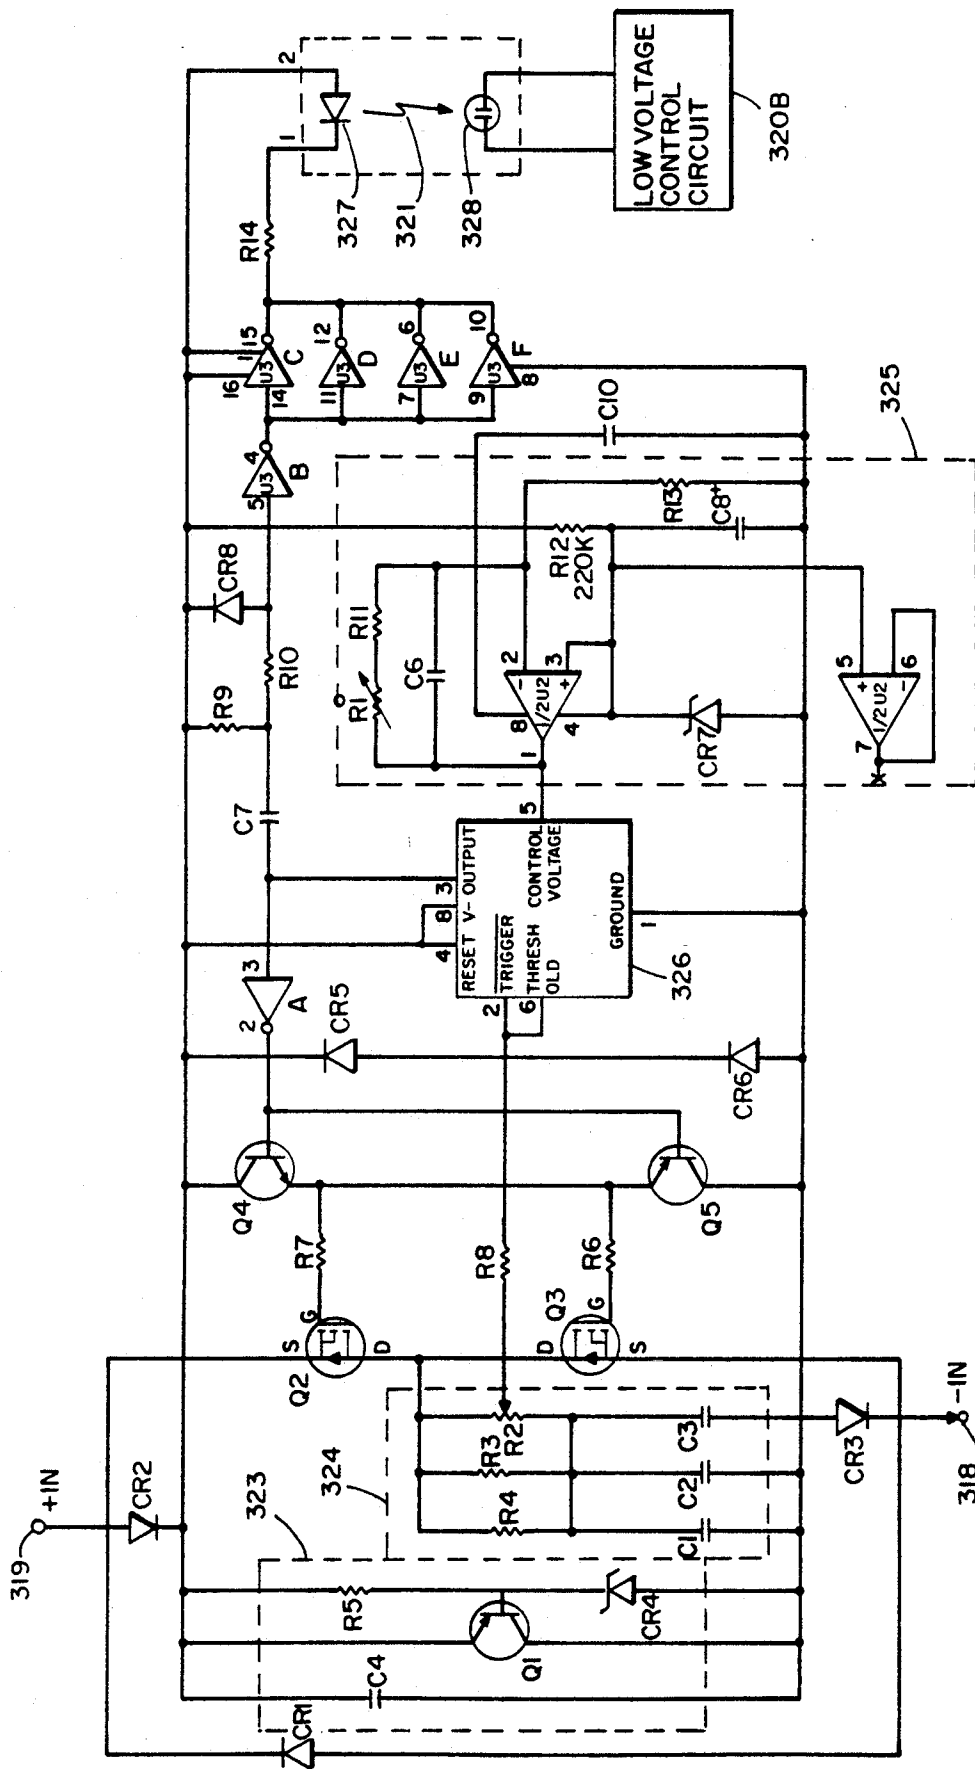 319
+IN
CR2
323
324
CR1
C4
R5
Q1
CR4
R4
R3
R2
C1
C2
C3
CR3
-IN
318
Q2
S
G
D
R7
Q3
D
G
S
R6
R8
Q4
Q5
CR5
CR6
2
3
A
4
8
3
RESET V- OUTPUT
2
TRIGGER
6
THRESH CONTROL
OLD VOLTAGE
5
GROUND
1
326
C7
R9
R10
CR8
R1
R11
C6
1
8
2
-
1/2U2
+
3
4
CR7
R12
220K
R13
C8+
C10
7
5
+
1/2U2
-
6
X
325
5
U3
4
B
16
1
15
14
U3
C
11
U3
12
D
7
U3
6
E
9
U3
10
F
8
R14
1
2
327
321
328
LOW VOLTAGE
CONTROL
CIRCUIT
320B